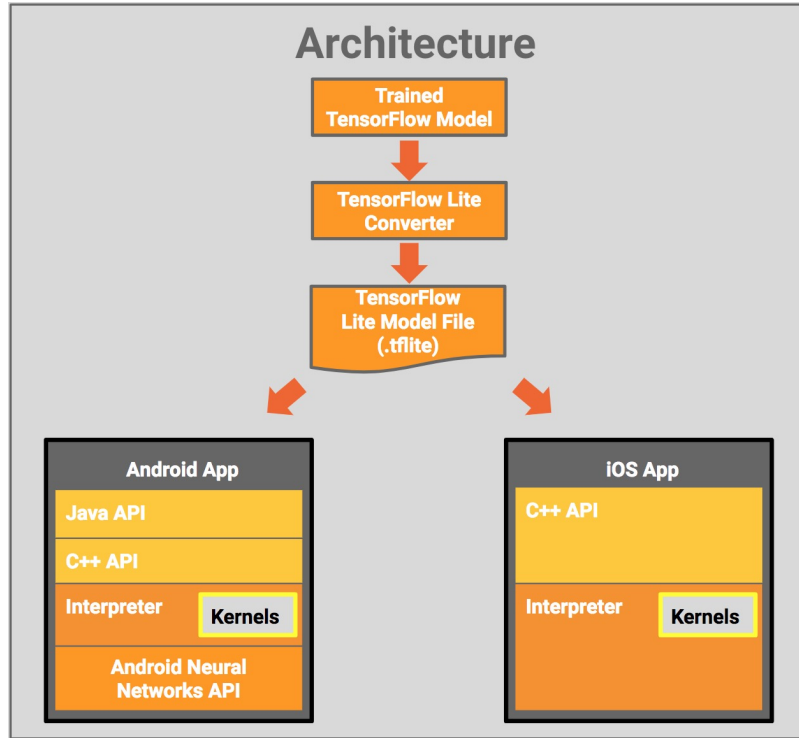 Architecture
Trained
TensorFlow Model
TensorFlow Lite
Converter
TensorFlow
Lite Model File
(.tflite)
Android App
Java API
C++ API
Interpreter
Kernels
Android Neural
Networks API
iOS App
C++ API
Interpreter
Kernels